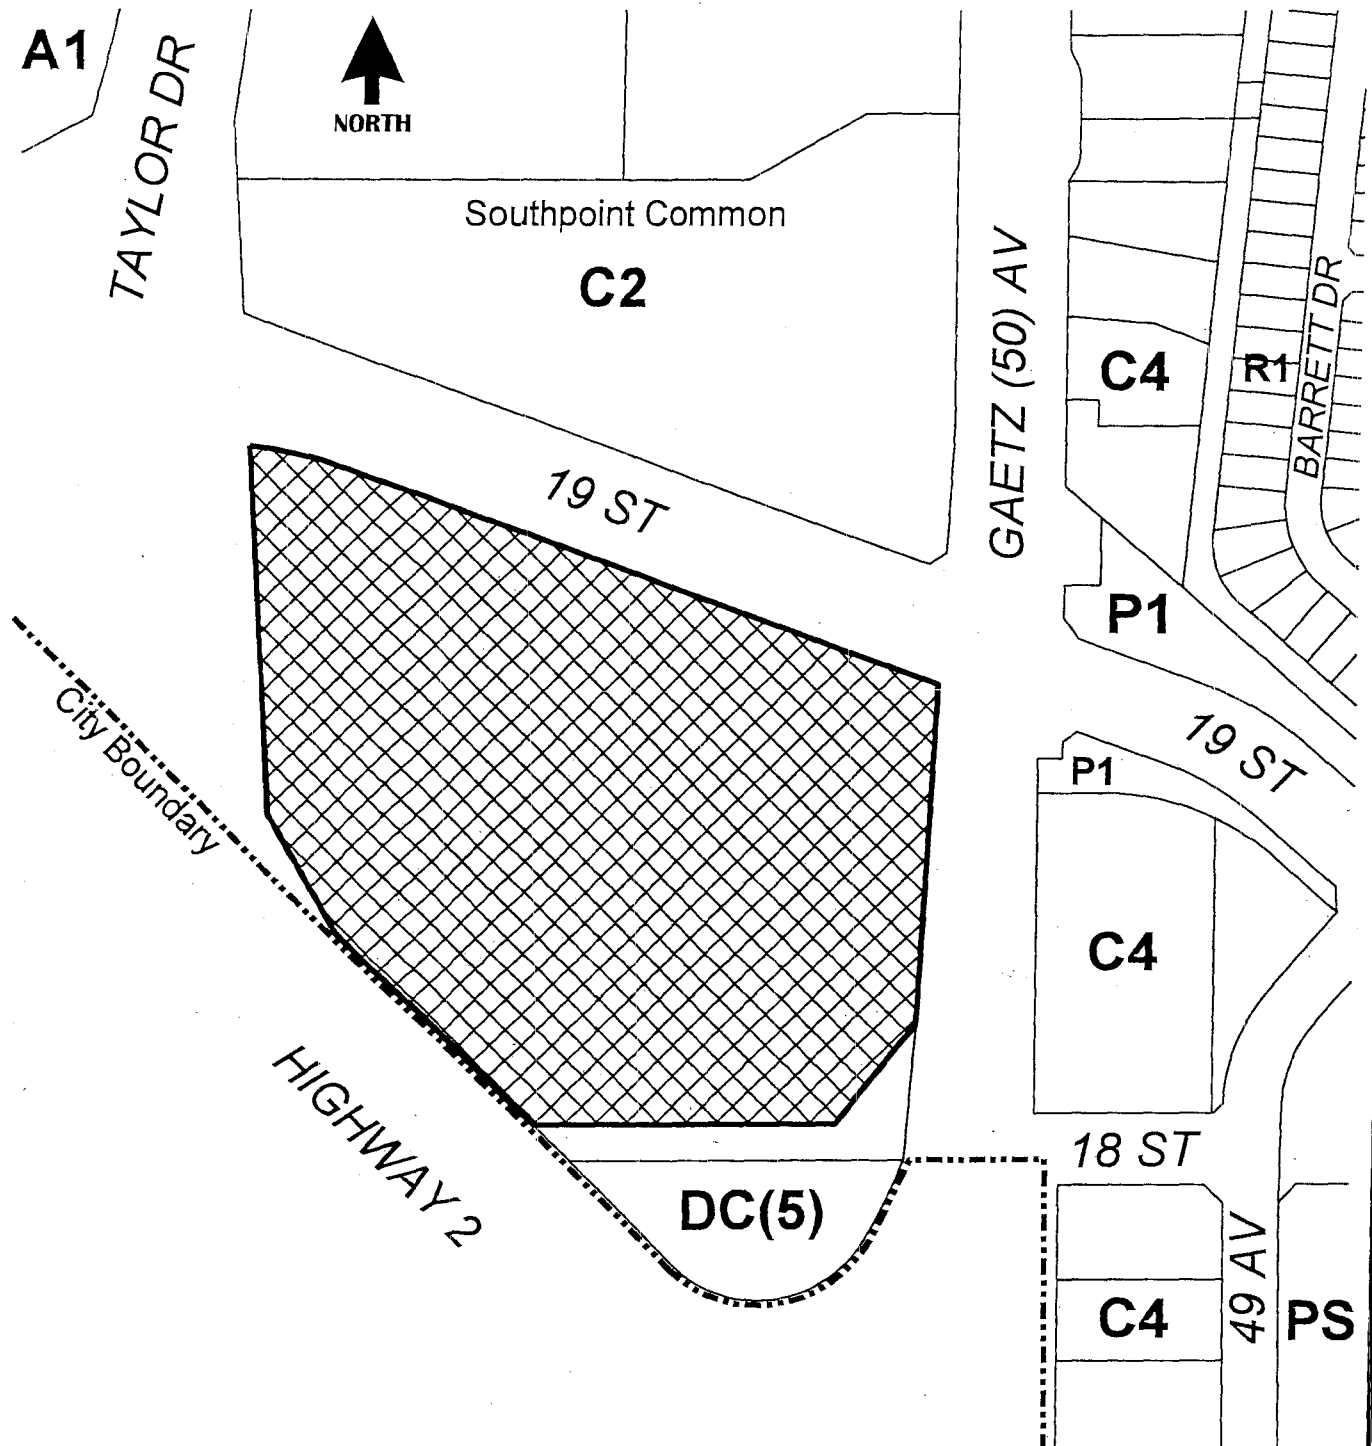 A1
TAYLOR DR
NORTH
Southpoint Common
C2
GAETZ (50) AV
C4
R1
BARRETT DR
19 ST
P1
19 ST
P1
City Boundary
C4
HIGHWAY 2
18 ST
DC(5)
49 AV
C4
PS